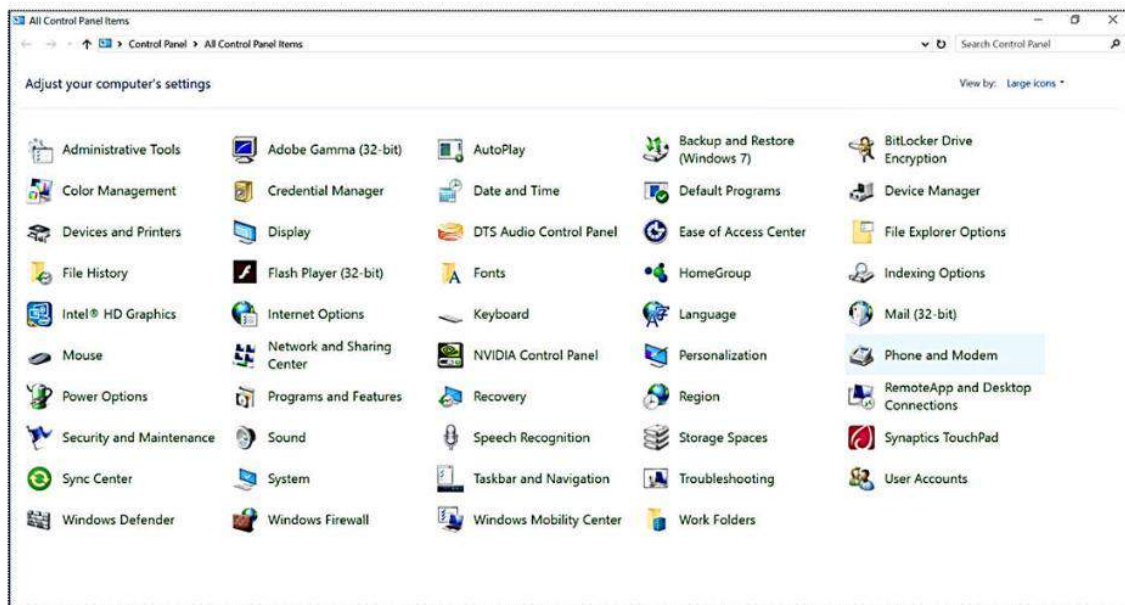 All Control Panel Items
Control Panel > All Control Panel Items
Search Control Panel
Adjust your computer's settings
View by: Large icons
Administrative Tools
Adobe Gamma (32-bit)
AutoPlay
Backup and Restore
(Windows 7)
BitLocker Drive
Encryption
Color Management
Credential Manager
Date and Time
Default Programs
Device Manager
Devices and Printers
Display
DTS Audio Control Panel
Ease of Access Center
File Explorer Options
File History
Flash Player (32-bit)
Fonts
HomeGroup
Indexing Options
Intel® HD Graphics
Internet Options
Keyboard
Language
Mail (32-bit)
Mouse
Network and Sharing
Center
NVIDIA Control Panel
Personalization
Phone and Modem
Power Options
Programs and Features
Recovery
Region
RemoteApp and Desktop
Connections
Security and Maintenance
Sound
Speech Recognition
Storage Spaces
Synaptics TouchPad
Sync Center
System
Taskbar and Navigation
Troubleshooting
User Accounts
Windows Defender
Windows Firewall
Windows Mobility Center
Work Folders